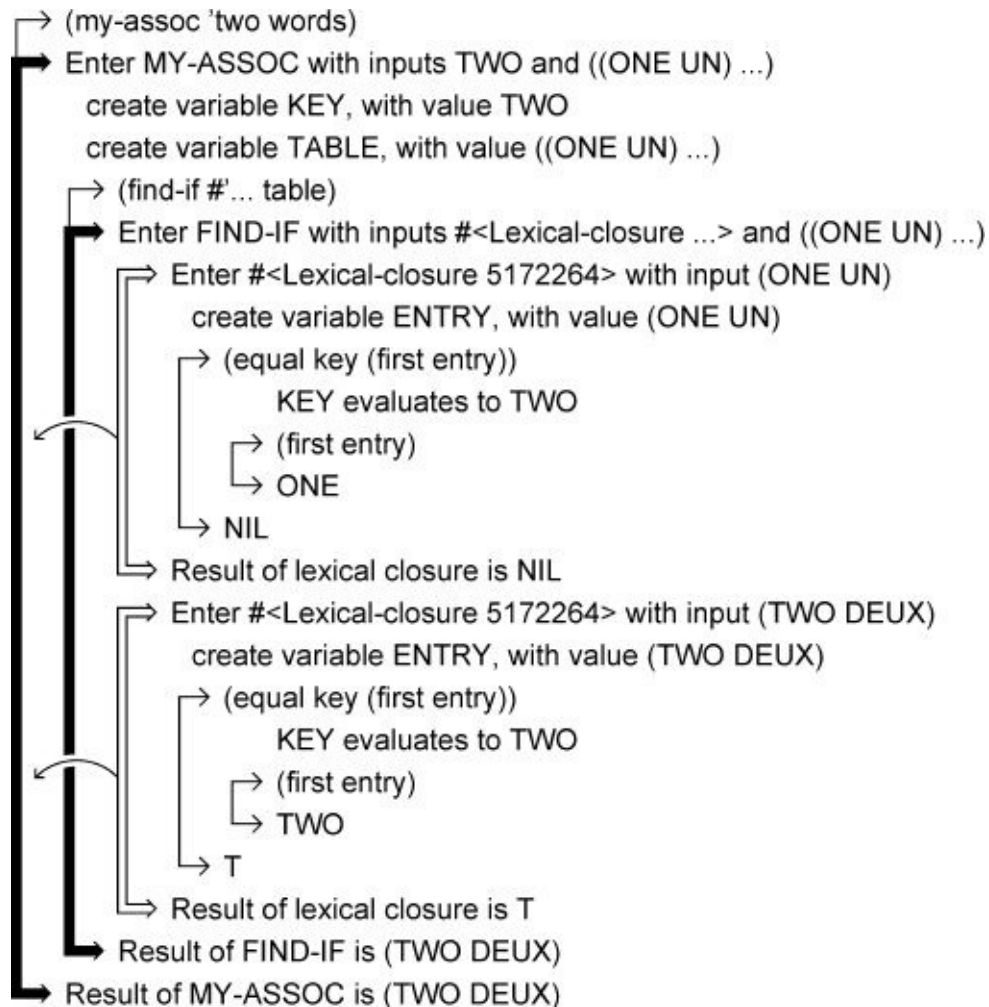 (my-assoc 'two words)
Enter MY-ASSOC with inputs TWO and ((ONE UN) ...)
create variable KEY, with value TWO
create variable TABLE, with value ((ONE UN) ...)
(find-if #'... table)
Enter FIND-IF with inputs #<Lexical-closure ...> and ((ONE UN) ...)
Enter #<Lexical-closure 5172264> with input (ONE UN)
create variable ENTRY, with value (ONE UN)
(equal key (first entry))
KEY evaluates to TWO
(first entry)
ONE
NIL
Result of lexical closure is NIL
Enter #<Lexical-closure 5172264> with input (TWO DEUX)
create variable ENTRY, with value (TWO DEUX)
(equal key (first entry))
KEY evaluates to TWO
(first entry)
TWO
T
Result of lexical closure is T
Result of FIND-IF is (TWO DEUX)
Result of MY-ASSOC is (TWO DEUX)